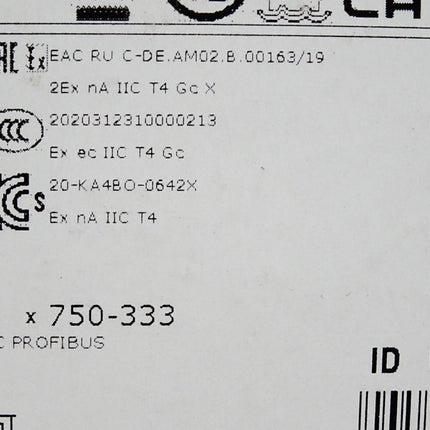 EAC RU C-DE.AM02.B.00163/19
2Ex nA IIC T4 Gc X
2020312310000213
Ex ec IIC T4 Gc
20-KA4BO-0642X
Ex nA IIC T4
x 750-333
C PROFIBUS
ID